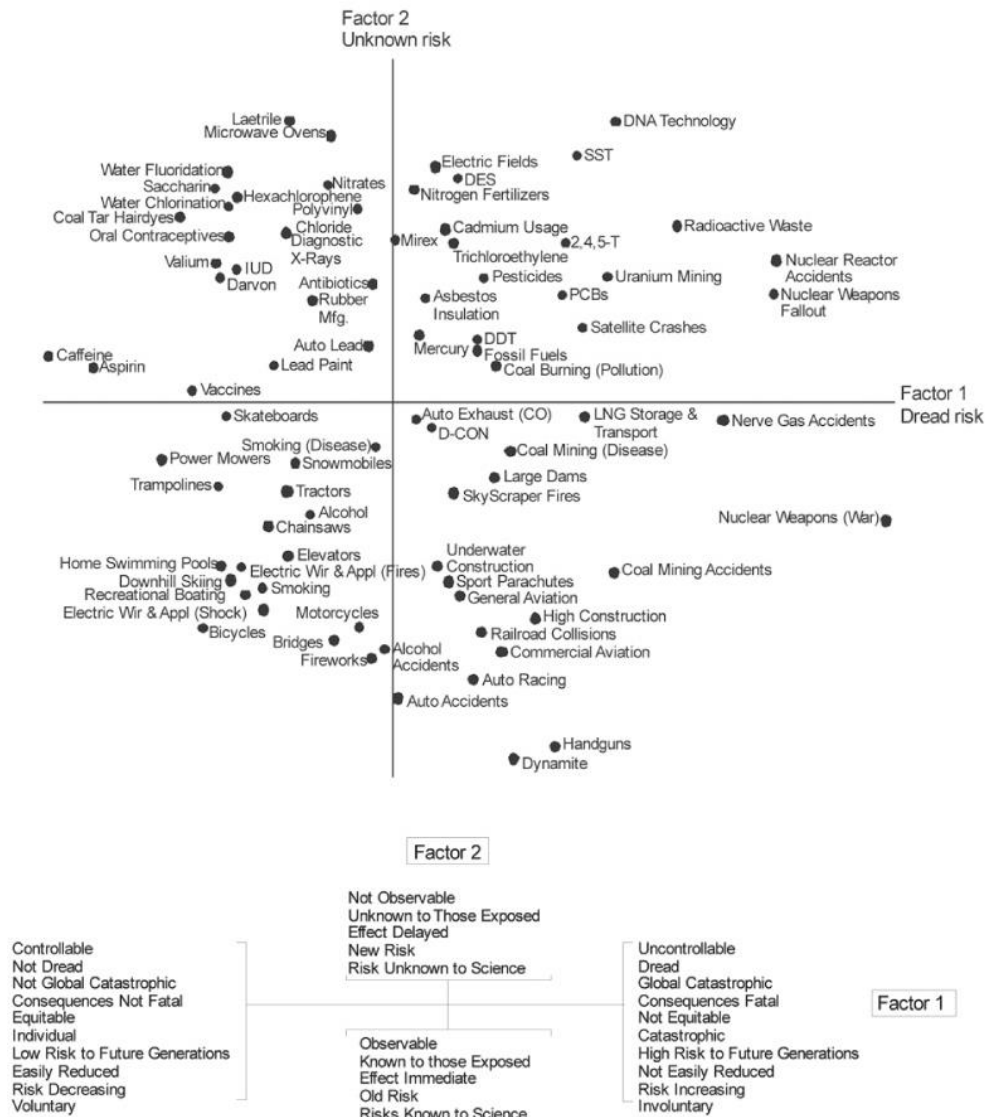 Factor 2
Unknown risk
Laetrile
Microwave Ovens
DNA Technology
SST
Water Fluoridation
Saccharin
Water Chlorination
Coal Tar Hairdyes
Oral Contraceptives
Nitrates
Hexachlorophene
Polyvinyl
Chloride
Diagnostic
X-Rays
Electric Fields
DES
Nitrogen Fertilizers
Mirex
Cadmium Usage
Trichloroethylene
2,4,5-T
Radioactive Waste
Valium
IUD
Darvon
Antibiotics
Rubber
Mfg.
Pesticides
Asbestos
Insulation
PCBs
Uranium Mining
Nuclear Reactor
Accidents
Nuclear Weapons
Fallout
Satellite Crashes
Auto Lead
Lead Paint
Mercury
DDT
Fossil Fuels
Coal Burning (Pollution)
Caffeine
Aspirin
Vaccines
Factor 1
Dread risk
Skateboards
Smoking (Disease)
Power Mowers
Snowmobiles
Trampolines
Tractors
Alcohol
Chainsaws
Auto Exhaust (CO)
D-CON
LNG Storage &
Transport
Nerve Gas Accidents
Coal Mining (Disease)
Large Dams
SkyScraper Fires
Nuclear Weapons (War)
Elevators
Home Swimming Pools
Electric Wir & Appl (Fires)
Downhill Skiing
Smoking
Recreational Boating
Electric Wir & Appl (Shock)
Motorcycles
Bicycles
Bridges
Fireworks
Alcohol
Accidents
Underwater
Construction
Sport Parachutes
General Aviation
Coal Mining Accidents
High Construction
Railroad Collisions
Commercial Aviation
Auto Racing
Auto Accidents
Handguns
Dynamite
Factor 2
Not Observable
Unknown to Those Exposed
Effect Delayed
New Risk
Risk Unknown to Science
Controllable
Not Dread
Not Global Catastrophic
Consequences Not Fatal
Equitable
Individual
Low Risk to Future Generations
Easily Reduced
Risk Decreasing
Voluntary
Uncontrollable
Dread
Global Catastrophic
Consequences Fatal
Not Equitable
Catastrophic
High Risk to Future Generations
Not Easily Reduced
Risk Increasing
Involuntary
Factor 1
Observable
Known to those Exposed
Effect Immediate
Old Risk
Risks Known to Science